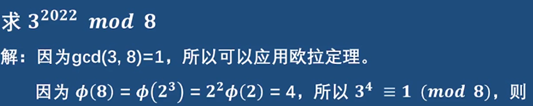 求 3^2022 mod 8
解：因为gcd(3, 8)=1，所以可以应用欧拉定理。
因为 ϕ(8) = ϕ(2^3) = 2^2ϕ(2) = 4，所以 3^4 ≡ 1 (mod 8)，则